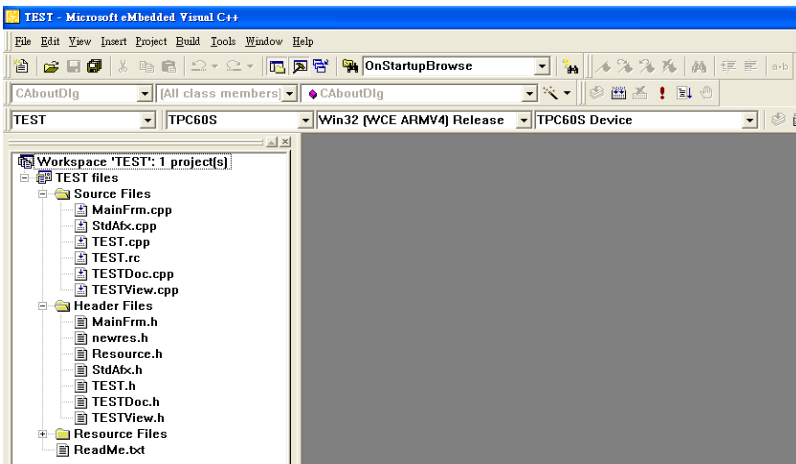 TEST - Microsoft eMbedded Visual C++
File Edit View Insert Project Build Tools Window Help
OnStartupBrowse
a+b
CAboutDlg [All class members] CAboutDlg
TEST TPC60S Win32 (WCE ARMV4) Release TPC60S Device
Workspace 'TEST': 1 project(s)
TEST files
Source Files
MainFrm.cpp
StdAfx.cpp
TEST.cpp
TEST.rc
TESTDoc.cpp
TESTView.cpp
Header Files
MainFrm.h
newres.h
Resource.h
StdAfx.h
TEST.h
TESTDoc.h
TESTView.h
Resource Files
ReadMe.txt